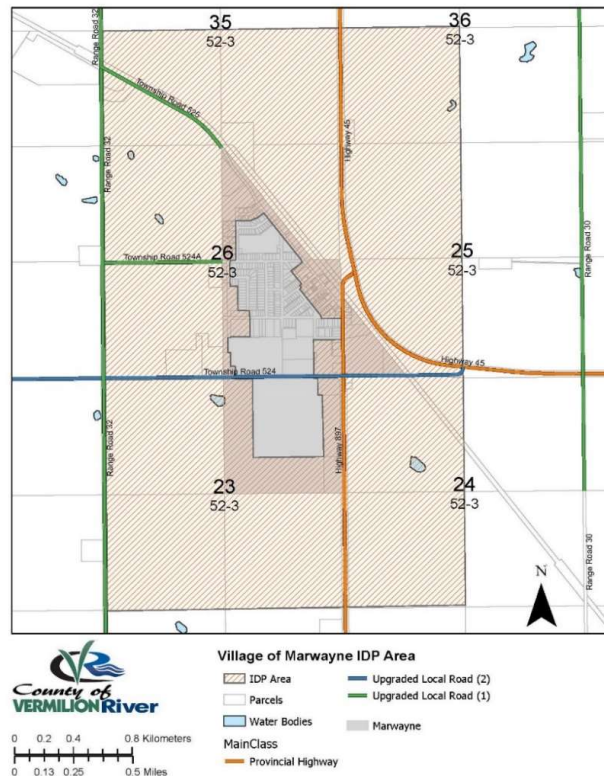 35
52-3
36
52-3
Range Road 32
Township Road 525
Highway 45
Range Road 32
Range Road 30
26
52-3
25
52-3
Township Road 524A
Highway 45
Township Road 524
Range Road 32
Highway 897
23
52-3
24
52-3
Range Road 30
N
County of
VERMILION River
0 0.2 0.4 0.8 Kilometers
0 0.13 0.25 0.5 Miles
Village of Marwayne IDP Area
IDP Area
Parcels
Water Bodies
MainClass
Provincial Highway
Upgraded Local Road (2)
Upgraded Local Road (1)
Marwayne